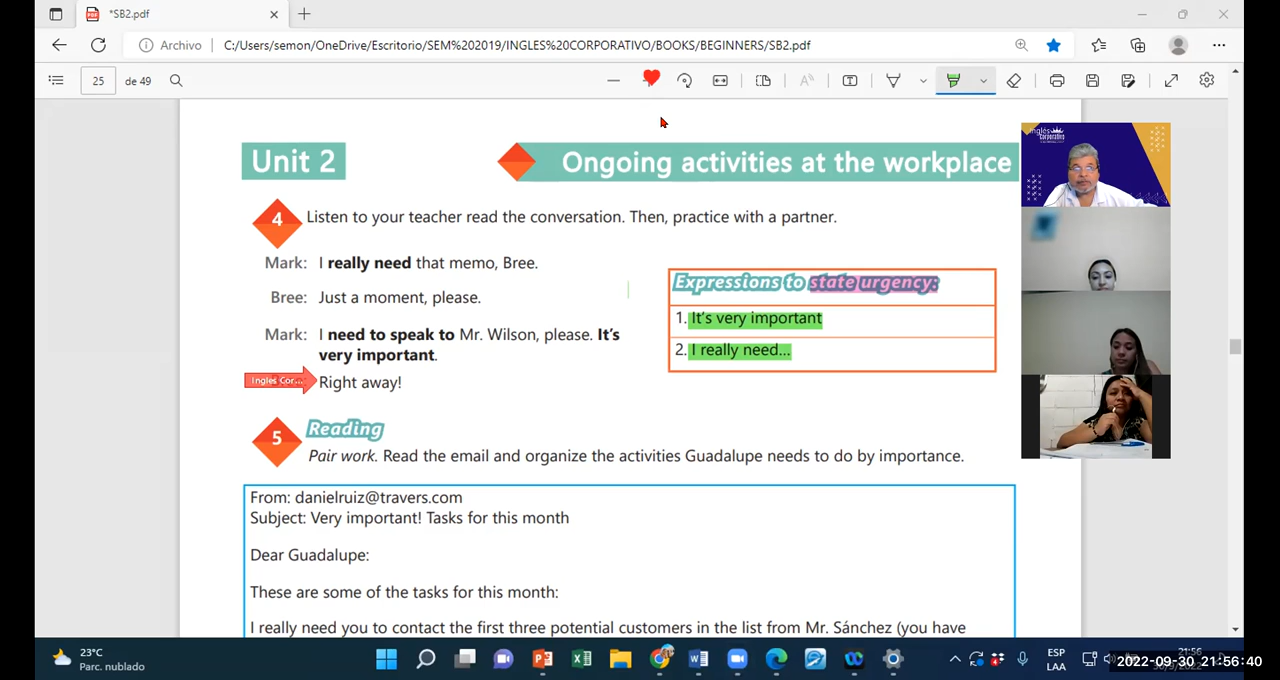 *SB2.pdf
Archivo
C:/Users/semon/OneDrive/Escritorio/SEM%202019/INGLES%20CORPORATIVO/BOOKS/BEGINNERS/SB2.pdf
25 de 49
Unit 2
Ongoing activities at the workplace
4
Listen to your teacher read the conversation. Then, practice with a partner.
Mark: I really need that memo, Bree.
Bree: Just a moment, please.
Mark: I need to speak to Mr. Wilson, please. It's
very important.
Ingles Cor... Right away!
Expressions to state urgency:
1. It's very important
2. I really need...
5
Reading
Pair work. Read the email and organize the activities Guadalupe needs to do by importance.
From: danielruiz@travers.com
Subject: Very important! Tasks for this month
Dear Guadalupe:
These are some of the tasks for this month:
I really need you to contact the first three potential customers in the list from Mr. Sánchez (you have
inglés
corporativo
23°C
Parc. nublado
ESP
LAA
21:56
2022-09-30 21:56:40